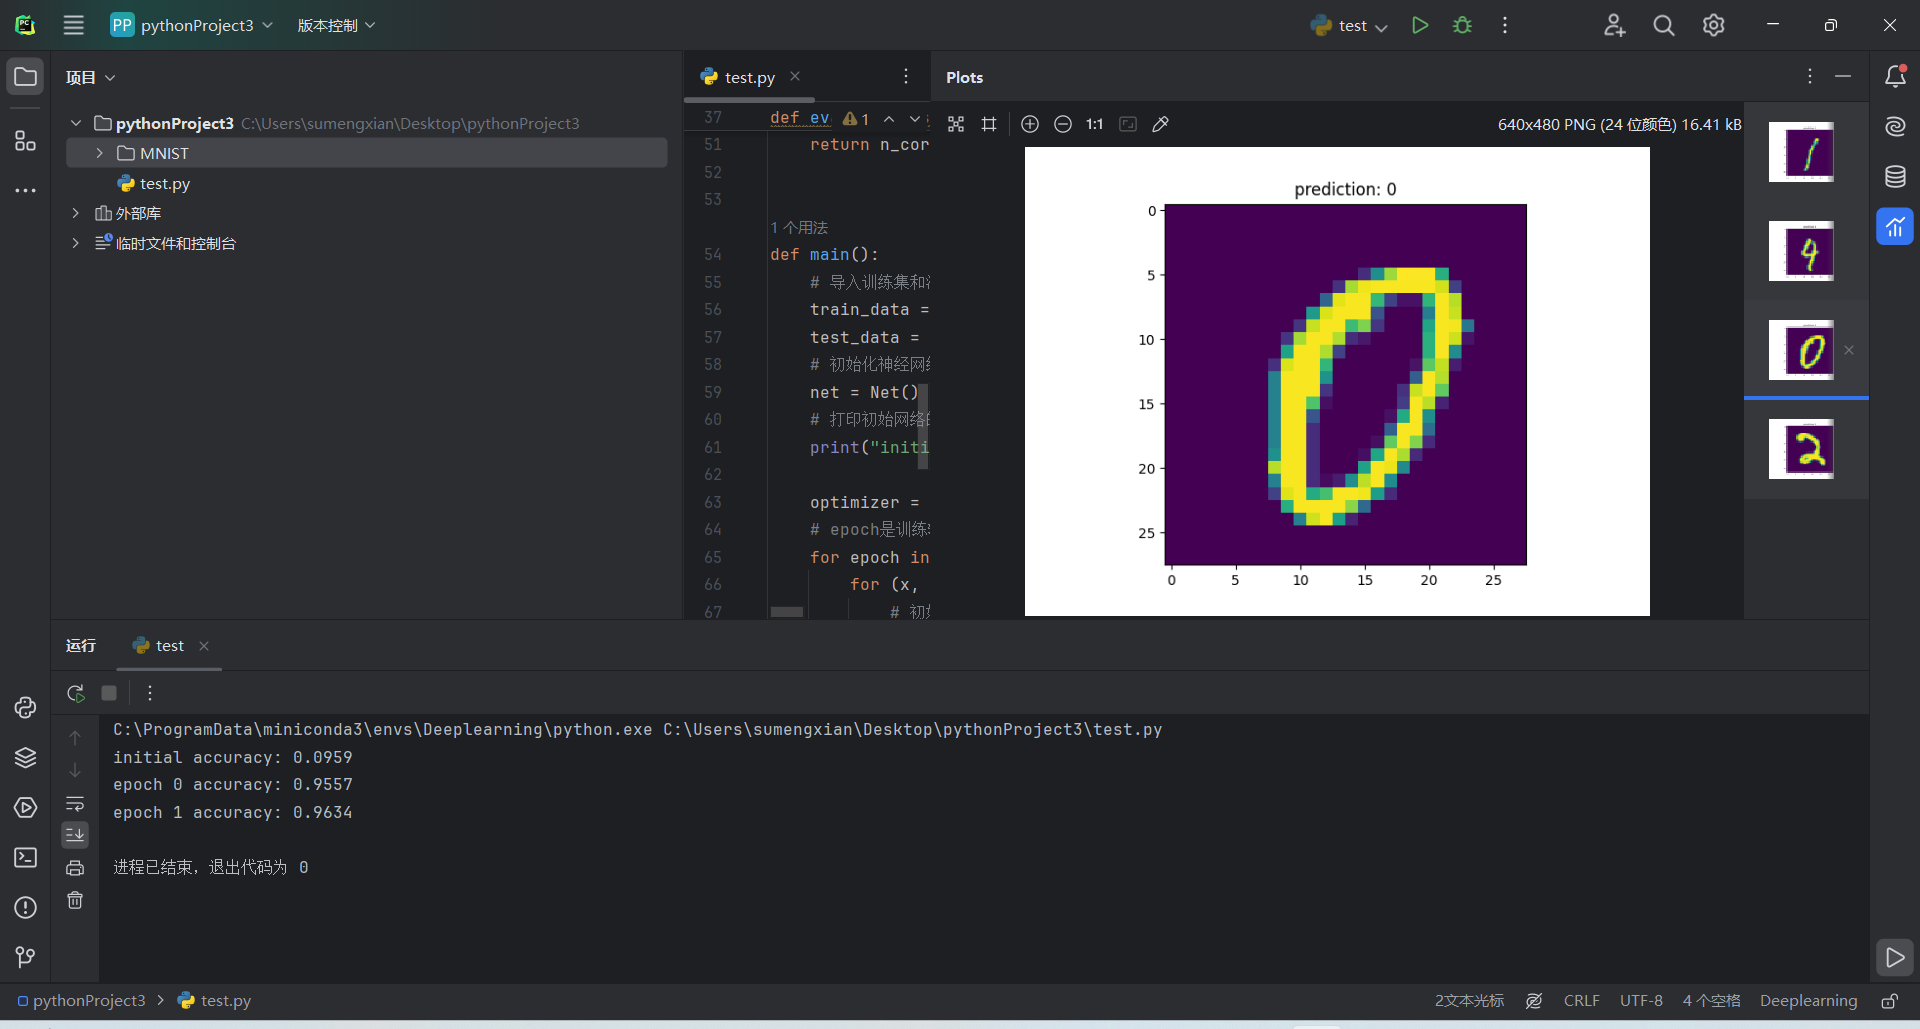 PP pythonProject3 版本控制 test
项目
pythonProject3 C:\Users\sumengxian\Desktop\pythonProject3
MNIST
test.py
外部库
临时文件和控制台
test.py
37 def ev 1
51 return n_cor
52
53
1 个用法
54 def main():
55 # 导入训练集和
56 train_data =
57 test_data =
58 # 初始化神经网络
59 net = Net()
60 # 打印初始网络
61 print("initi
62
63 optimizer =
64 # epoch是训练
65 for epoch in
66 for (x,
67 # 初
Plots
1:1 640x480 PNG (24 位颜色) 16.41 kB
prediction: 0
0
5
10
15
20
25
0 5 10 15 20 25
运行 test
C:\ProgramData\miniconda3\envs\Deeplearning\python.exe C:\Users\sumengxian\Desktop\pythonProject3\test.py
initial accuracy: 0.0959
epoch 0 accuracy: 0.9557
epoch 1 accuracy: 0.9634
进程已结束，退出代码为 0
pythonProject3 test.py 2文本光标 CRLF UTF-8 4 个空格 Deeplearning